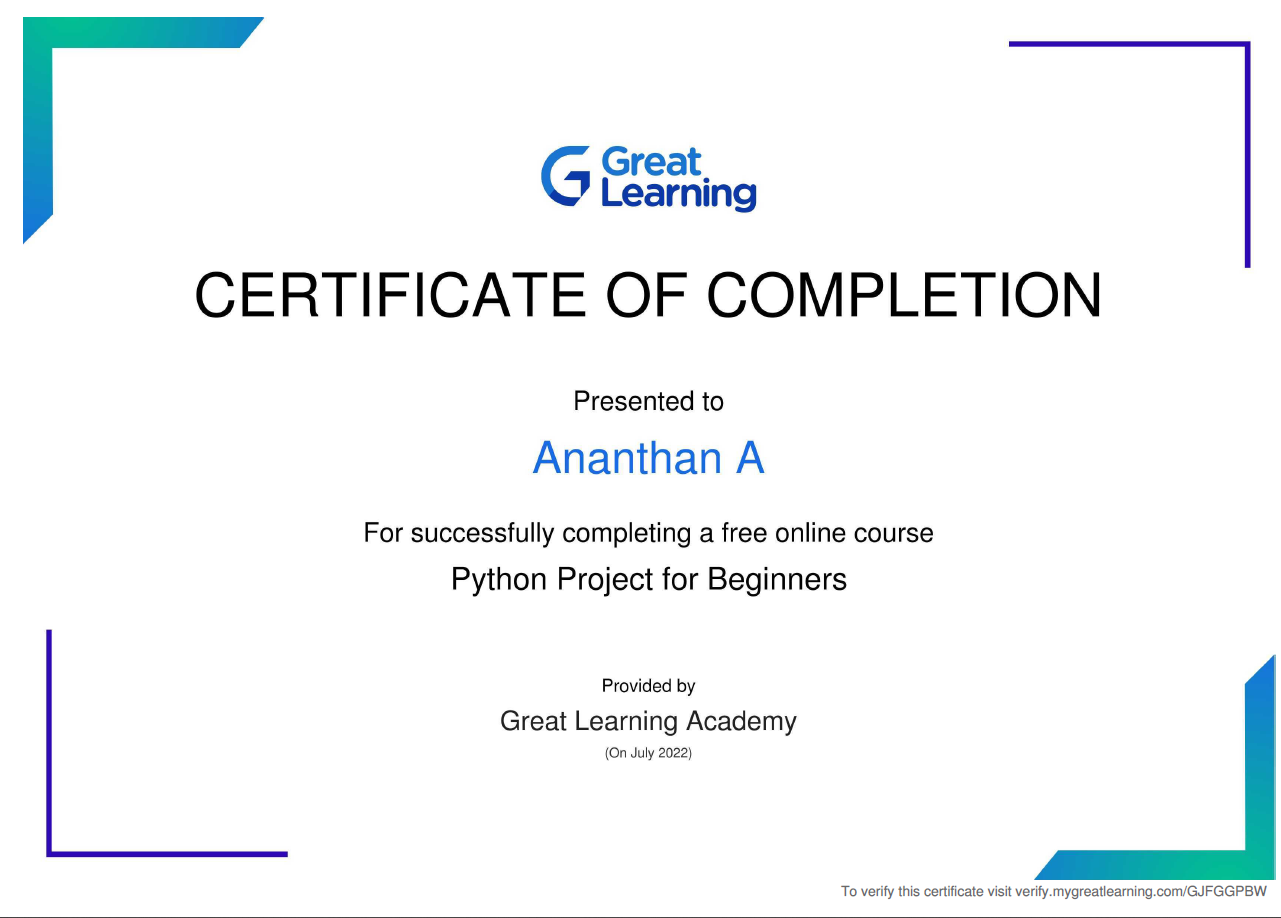 Great
Learning
CERTIFICATE OF COMPLETION
Presented to
Ananthan A
For successfully completing a free online course
Python Project for Beginners
Provided by
Great Learning Academy
(On July 2022)
To verify this certificate visit verify.mygreatlearning.com/GJFGGPBW